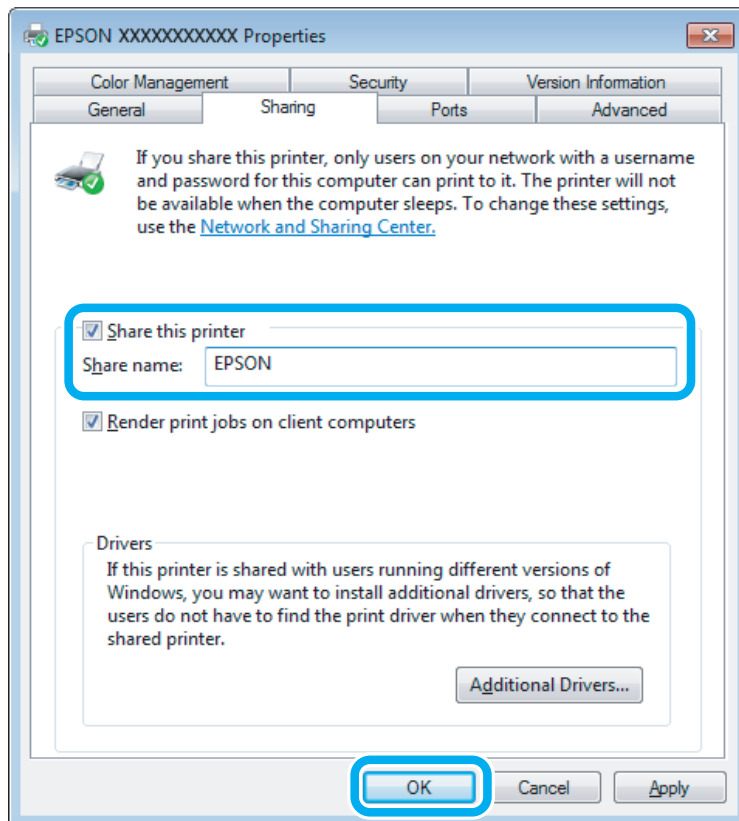 EPSON XXXXXXXXXXX Properties
Color Management Security Version Information
General Sharing Ports Advanced
If you share this printer, only users on your network with a username
and password for this computer can print to it. The printer will not
be available when the computer sleeps. To change these settings,
use the Network and Sharing Center.
Share this printer
Share name: EPSON
Render print jobs on client computers
Drivers
If this printer is shared with users running different versions of
Windows, you may want to install additional drivers, so that the
users do not have to find the print driver when they connect to the
shared printer.
Additional Drivers...
OK Cancel Apply